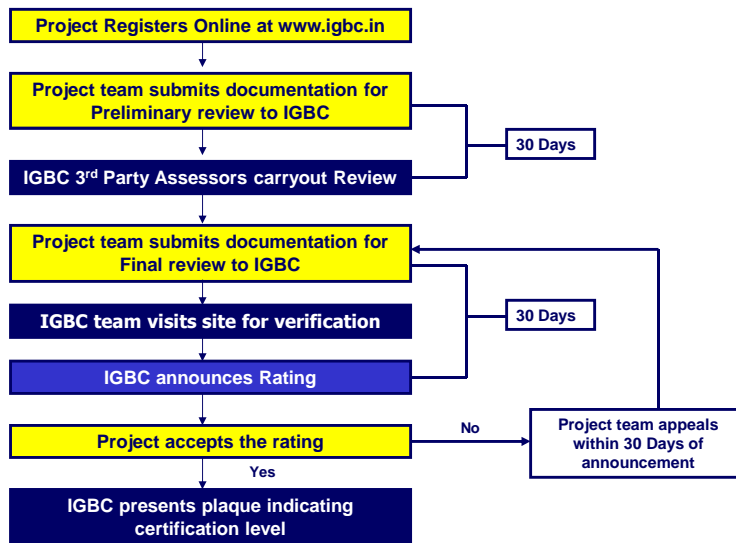 Project Registers Online at www.igbc.in
Project team submits documentation for
Preliminary review to IGBC
30 Days
IGBC 3rd Party Assessors carryout Review
Project team submits documentation for
Final review to IGBC
IGBC team visits site for verification
30 Days
IGBC announces Rating
Project accepts the rating
No
Project team appeals
within 30 Days of
announcement
Yes
IGBC presents plaque indicating
certification level